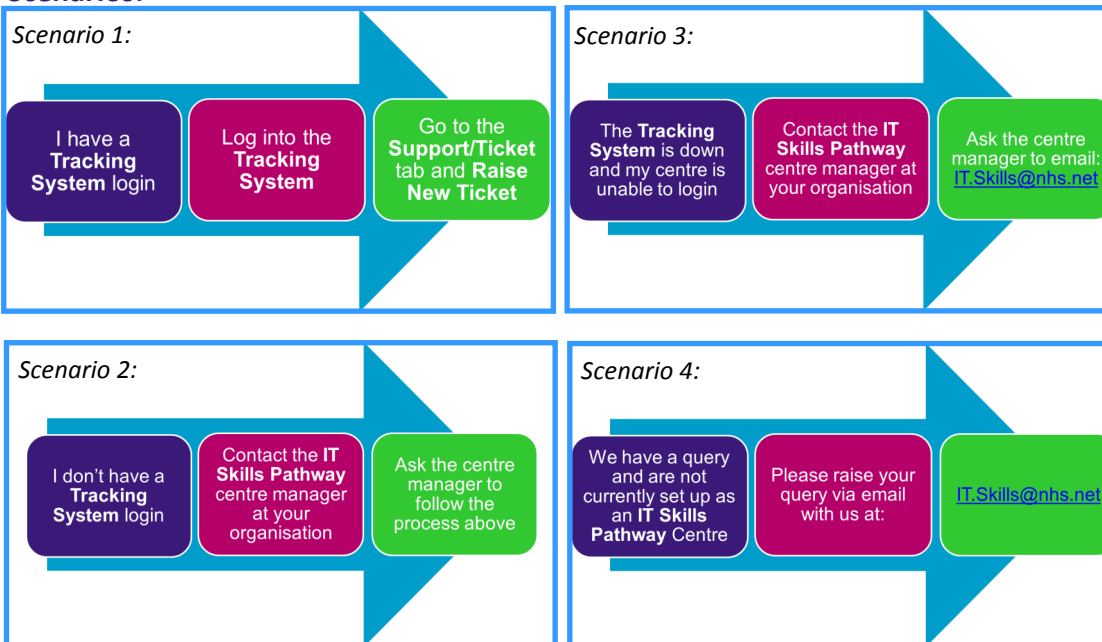 Scenario 1:
I have a
Tracking
System login
Log into the
Tracking
System
Go to the
Support/Ticket
tab and Raise
New Ticket
Scenario 3:
The Tracking
System is down
and my centre is
unable to login
Contact the IT
Skills Pathway
centre manager at
your organisation
Ask the centre
manager to email:
IT.Skills@nhs.net
Scenario 2:
I don't have a
Tracking
System login
Contact the IT
Skills Pathway
centre manager
at your
organisation
Ask the centre
manager to
follow the
process above
Scenario 4:
We have a query
and are not
currently set up as
an IT Skills
Pathway Centre
Please raise your
query via email
with us at:
IT.Skills@nhs.net